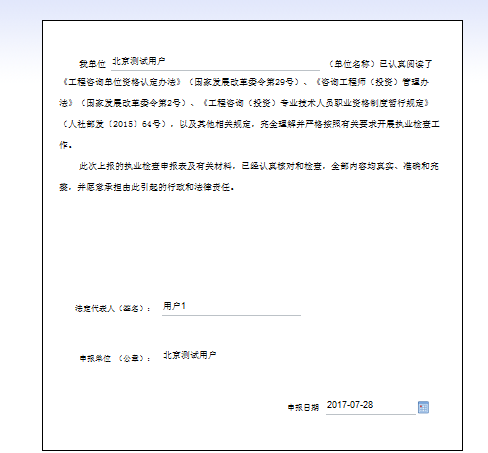 我单位 北京测试用户 （单位名称）已认真阅读了
《工程咨询单位资格认定办法》（国家发展改革委令第29号）、《咨询工程师（投资）管理办
法》（国家发展改革委令第2号）、《工程咨询（投资）专业技术人员职业资格制度暂行规定》
（人社部发〔2015〕64号），以及其他相关规定，完全理解并严格按照有关要求开展执业检查工
作。
此次上报的执业检查申报表及有关材料，已经认真核对和检查，全部内容均真实、准确和完
整，并愿意承担由此引起的行政和法律责任。
法定代表人（签名）： 用户1
申报单位 （公章）： 北京测试用户
申报日期 2017-07-28